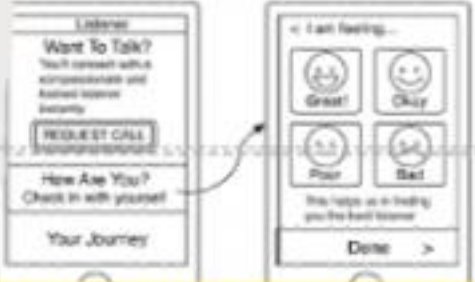 Listener
Want To Talk?
You'll connect with a
compassionate and
trained listener
instantly.
REQUEST CALL
How Are You?
Check in with yourself
Your Journey
< I am feeling...
Great!
Okay
Poor
Bad
This helps us in finding
you the best listener
Done >